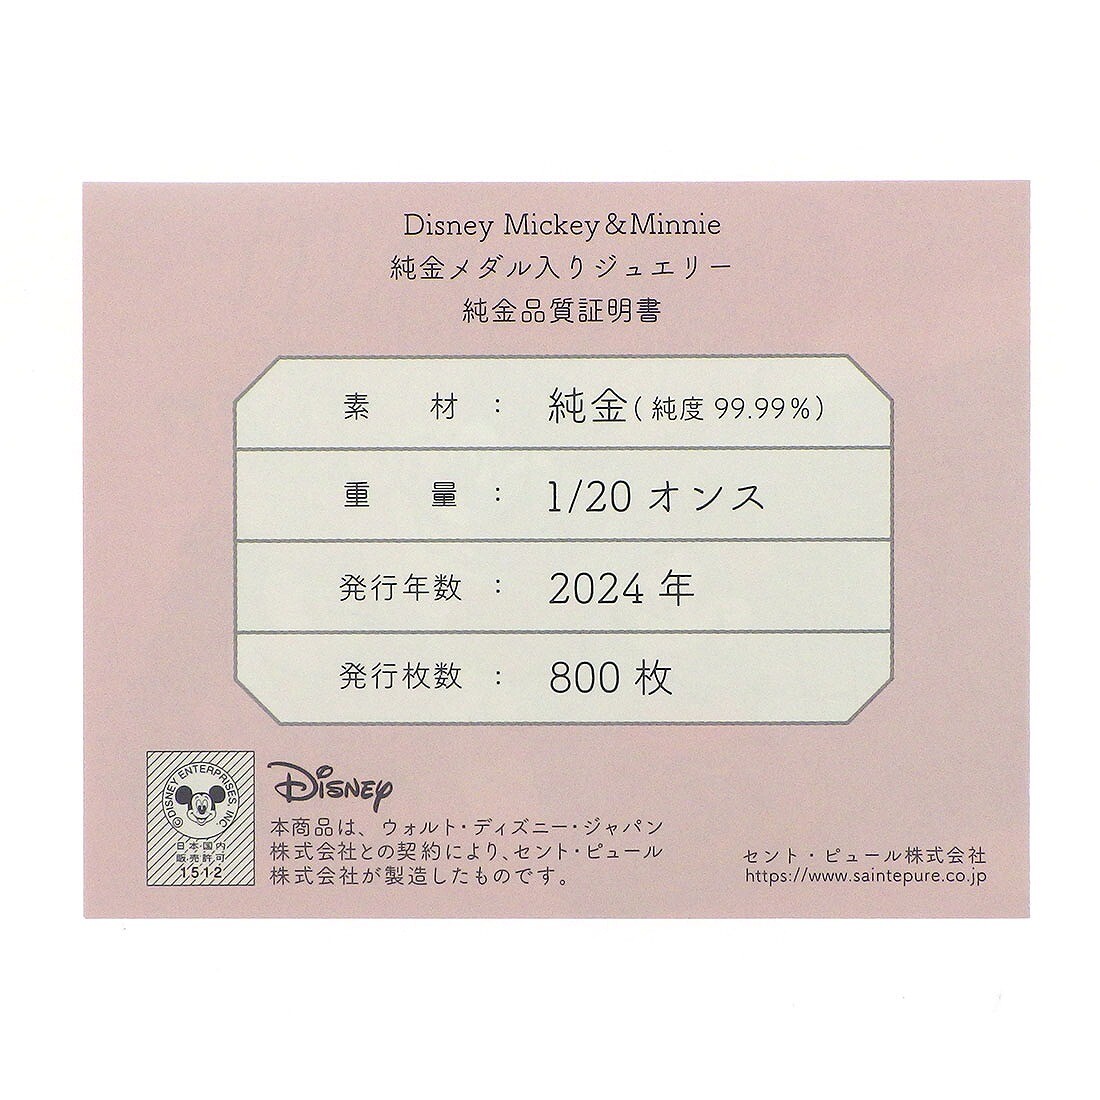 Disney Mickey&Minnie
純金メダル入りジュエリー
純金品質証明書
素　材 : 純金(純度 99.99%)
重　量 : 1/20 オンス
発行年数 : 2024 年
発行枚数 : 800 枚
©DISNEY ENTERPRISES, INC.
日本国内
販売許可
1512
Disney
本商品は、ウォルト・ディズニー・ジャパン
株式会社との契約により、セント・ピュール
株式会社が製造したものです。
セント・ピュール株式会社
https://www.saintepure.co.jp